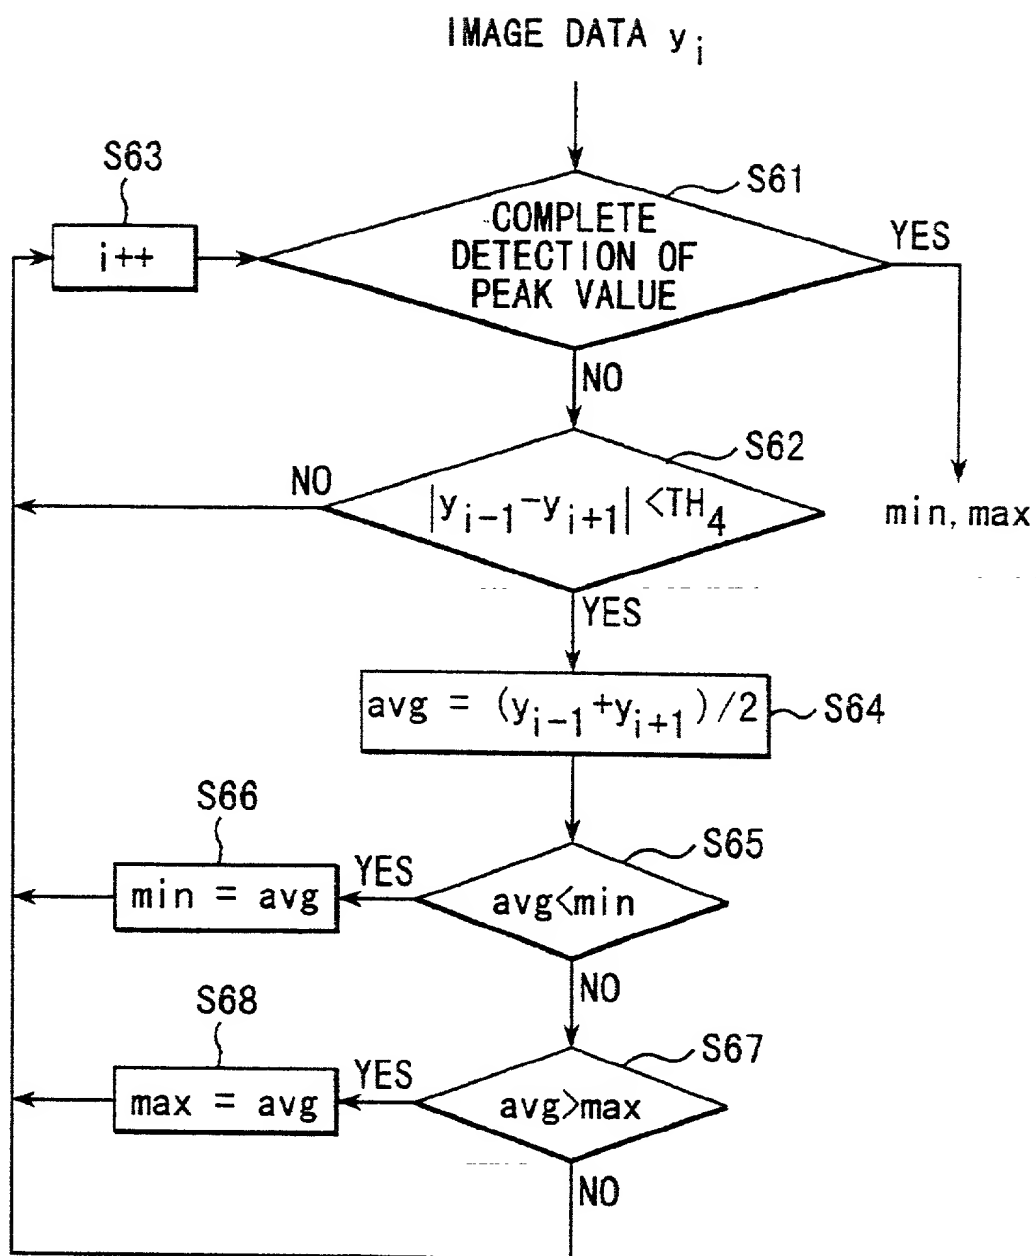 IMAGE DATA y_i
S63
S61
i++
COMPLETE
DETECTION OF
PEAK VALUE
YES
NO
S62
NO
|y_{i-1}-y_{i+1}|<TH_4
min, max
YES
avg = (y_{i-1}+y_{i+1})/2
S64
S66
S65
min = avg
YES
avg<min
NO
S68
S67
max = avg
YES
avg>max
NO